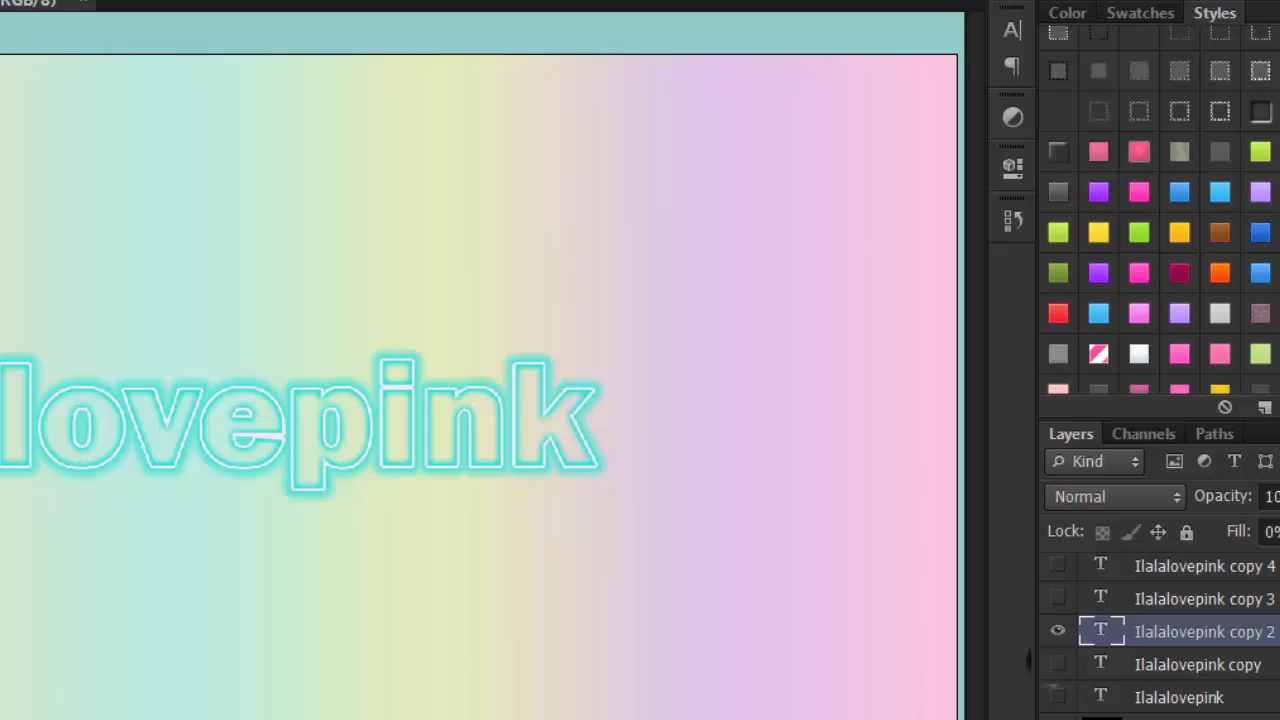 RGB/8)
Color Swatches Styles
lovepink
Layers Channels Paths
Kind
Normal Opacity: 10
Lock: Fill: 0%
Ilalalovepink copy 4
Ilalalovepink copy 3
Ilalalovepink copy 2
Ilalalovepink copy
Ilalalovepink